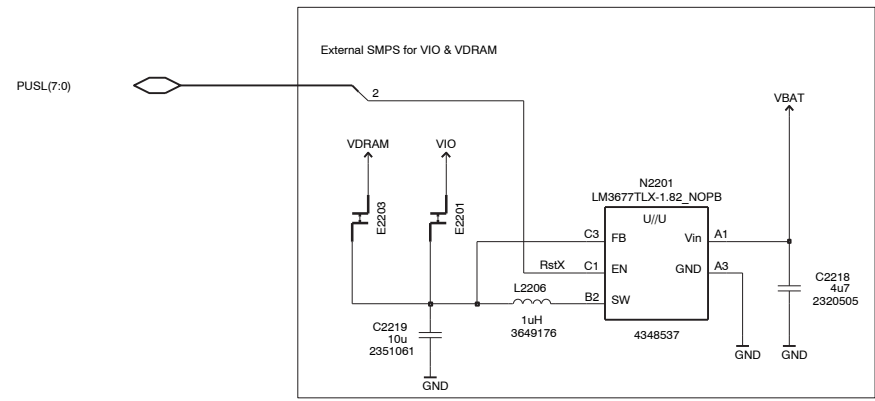 External SMPS for VIO & VDRAM
PUSL(7:0)
2
VBAT
VDRAM
VIO
N2201
LM3677TLX-1.82_NOPB
U//U
E2203
E2201
C3
FB
Vin
A1
RstX
C1
EN
GND
A3
C2218
4u7
2320505
L2206
B2
SW
1uH
3649176
C2219
10u
2351061
4348537
GND
GND
GND